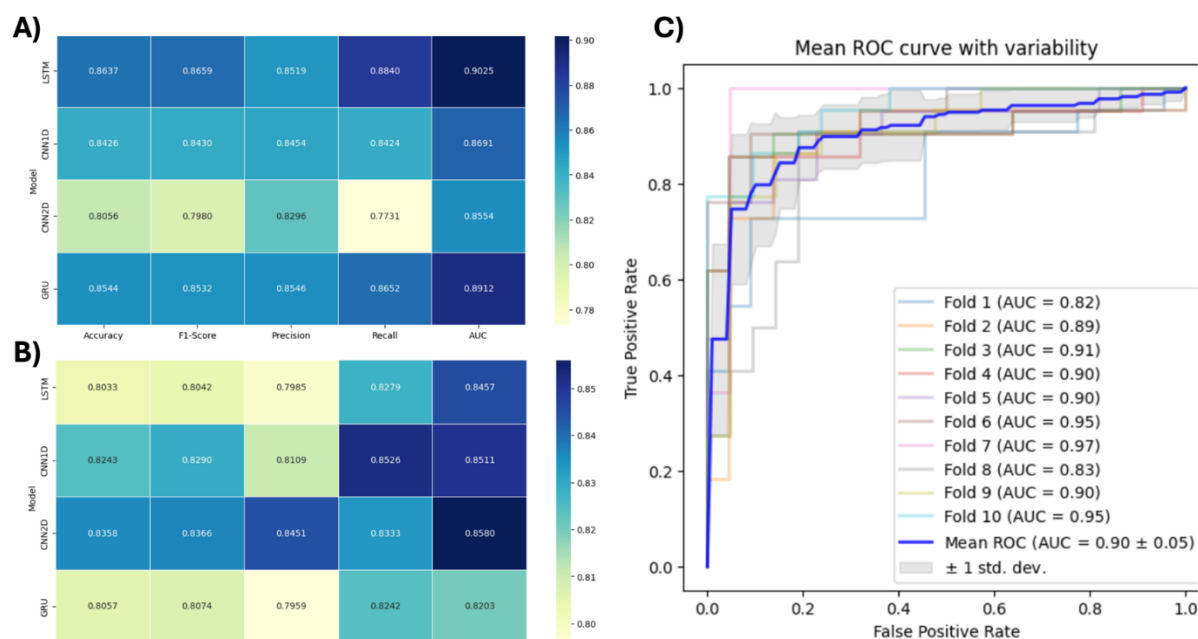 A)
LSTM 0.8637 0.8659 0.8519 0.8840 0.9025
CNN1D 0.8426 0.8430 0.8454 0.8424 0.8691
CNN2D 0.8056 0.7980 0.8296 0.7731 0.8554
GRU 0.8544 0.8532 0.8546 0.8652 0.8912
Model
Accuracy F1-Score Precision Recall AUC
0.90
0.88
0.86
0.84
0.82
0.80
0.78
B)
LSTM 0.8033 0.8042 0.7985 0.8279 0.8457
CNN1D 0.8243 0.8290 0.8109 0.8526 0.8511
CNN2D 0.8358 0.8366 0.8451 0.8333 0.8580
GRU 0.8057 0.8074 0.7959 0.8242 0.8203
Model
0.85
0.84
0.83
0.82
0.81
0.80
C)
Mean ROC curve with variability
True Positive Rate
1.0
0.8
0.6
0.4
0.2
0.0
Fold 1 (AUC = 0.82)
Fold 2 (AUC = 0.89)
Fold 3 (AUC = 0.91)
Fold 4 (AUC = 0.90)
Fold 5 (AUC = 0.90)
Fold 6 (AUC = 0.95)
Fold 7 (AUC = 0.97)
Fold 8 (AUC = 0.83)
Fold 9 (AUC = 0.90)
Fold 10 (AUC = 0.95)
Mean ROC (AUC = 0.90 ± 0.05)
± 1 std. dev.
0.0 0.2 0.4 0.6 0.8 1.0
False Positive Rate